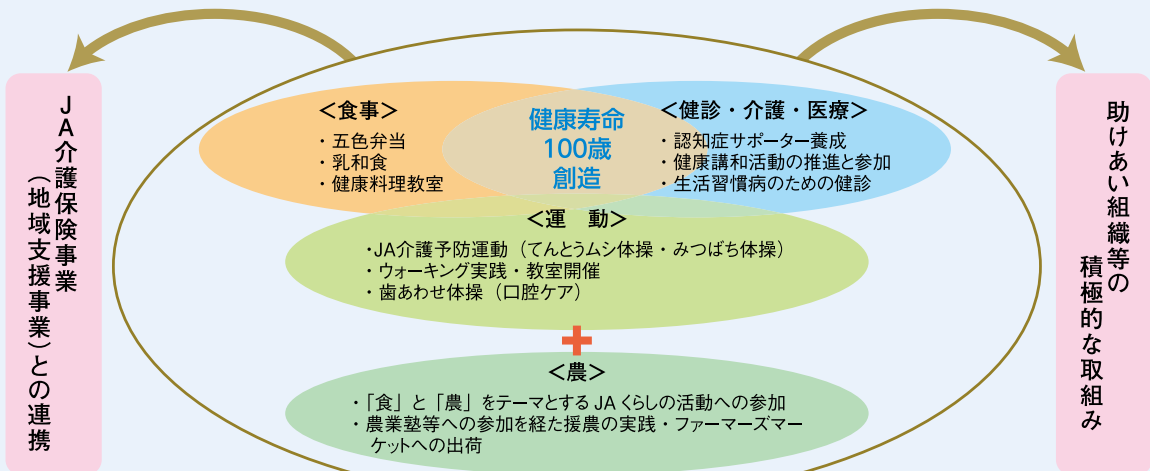 JA介護保険事業
（地域支援事業）との連携
＜食事＞
・五色弁当
・乳和食
・健康料理教室
健康寿命
100歳
創造
＜健診・介護・医療＞
・認知症サポーター養成
・健康講和活動の推進と参加
・生活習慣病のための健診
＜運　動＞
・JA介護予防運動（てんとうムシ体操・みつばち体操）
・ウォーキング実践・教室開催
・歯あわせ体操（口腔ケア）
＜農＞
・「食」と「農」をテーマとするJAくらしの活動への参加
・農業塾等への参加を経た援農の実践・ファーマーズマー
ケットへの出荷
助けあい組織等の
積極的な取組み